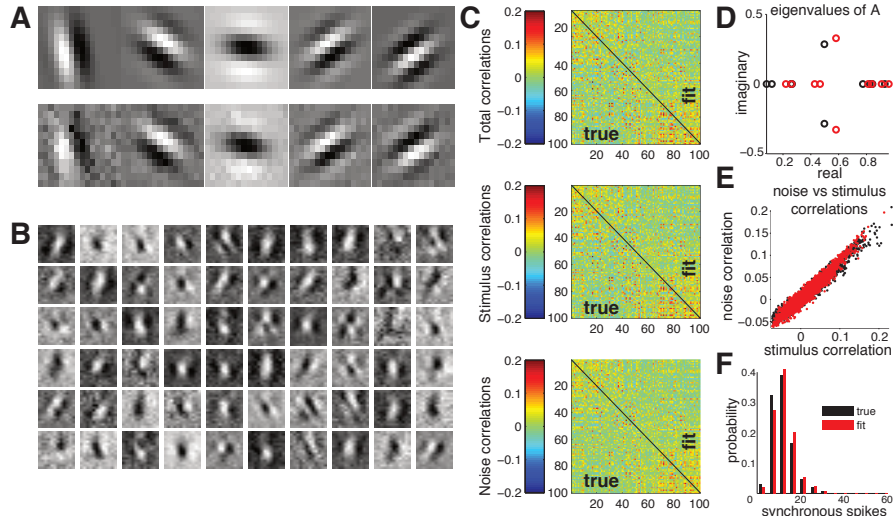 A
B
C
Total correlations
0.2
0.1
0
−0.1
−0.2
20
40
60
80
100
true
fit
20 40 60 80 100
Stimulus correlations
0.2
0.1
0
−0.1
−0.2
20
40
60
80
100
true
fit
20 40 60 80 100
Noise correlations
0.2
0.1
0
−0.1
−0.2
20
40
60
80
100
true
fit
20 40 60 80 100
D
eigenvalues of A
imaginary
0.5
0
−0.5
0.2 0.4 0.6 0.8
real
E
noise vs stimulus
correlations
noise correlation
0.2
0.15
0.1
0.05
0
−0.05
0 0.1 0.2
stimulus correlation
F
probability
0.4
0.3
0.2
0.1
0
true
fit
20 40 60
synchronous spikes